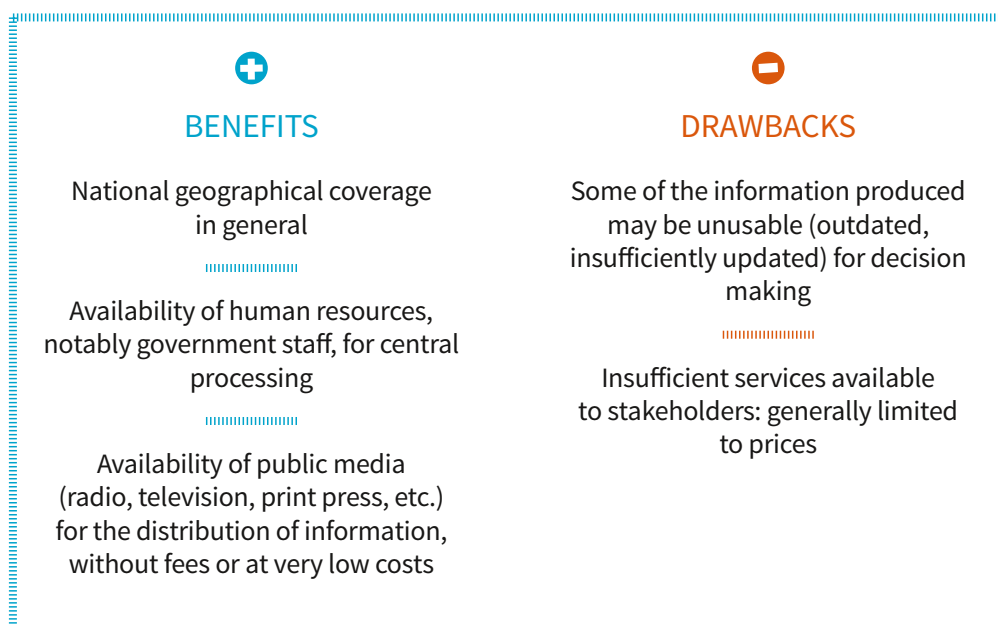 BENEFITS
National geographical coverage
in general
Availability of human resources,
notably government staff, for central
processing
Availability of public media
(radio, television, print press, etc.)
for the distribution of information,
without fees or at very low costs
DRAWBACKS
Some of the information produced
may be unusable (outdated,
insufficiently updated) for decision
making
Insufficient services available
to stakeholders: generally limited
to prices